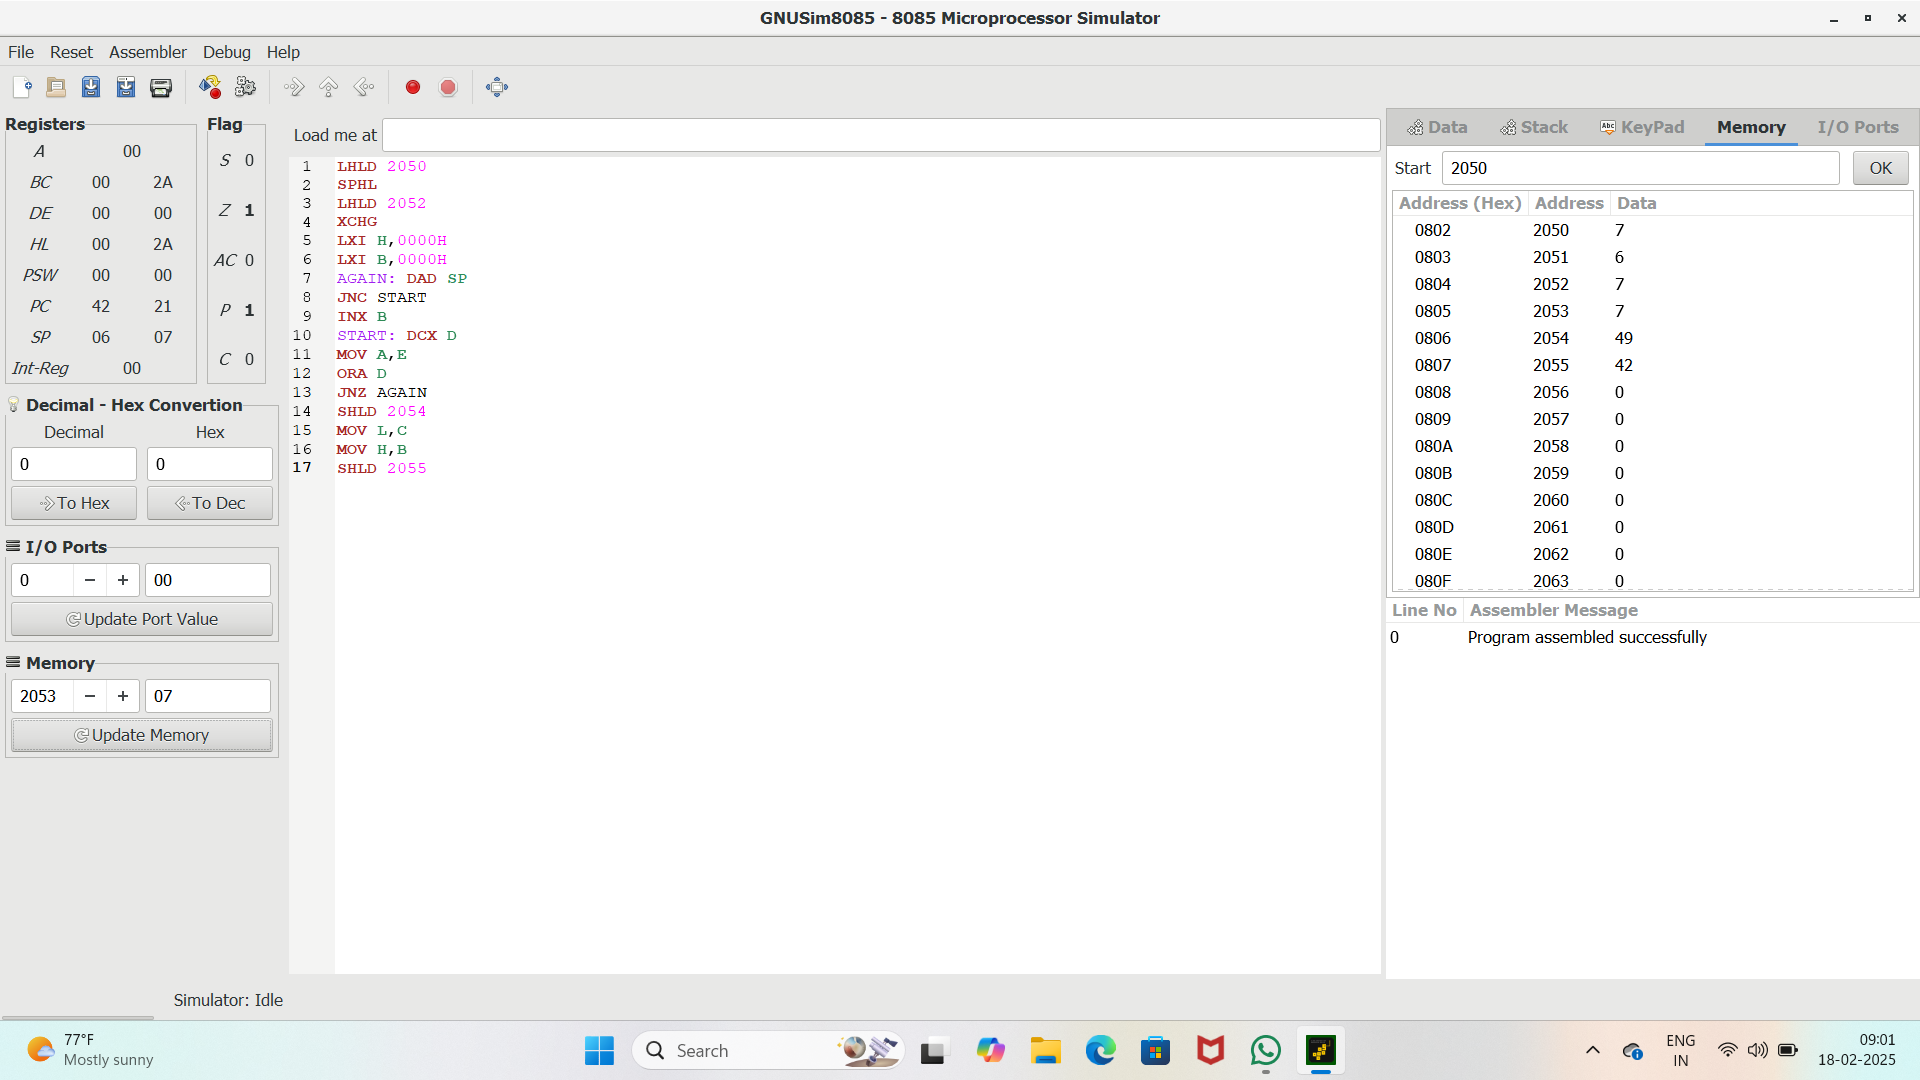 GNUSim8085 - 8085 Microprocessor Simulator
File Reset Assembler Debug Help
Registers
A 00
BC 00 2A
DE 00 00
HL 00 2A
PSW 00 00
PC 42 21
SP 06 07
Int-Reg 00
Flag
S 0
Z 1
AC 0
P 1
C 0
Decimal - Hex Convertion
Decimal Hex
0 0
To Hex To Dec
I/O Ports
0 − + 00
Update Port Value
Memory
2053 − + 07
Update Memory
Load me at
1 LHLD 2050
2 SPHL
3 LHLD 2052
4 XCHG
5 LXI H,0000H
6 LXI B,0000H
7 AGAIN: DAD SP
8 JNC START
9 INX B
10 START: DCX D
11 MOV A,E
12 ORA D
13 JNZ AGAIN
14 SHLD 2054
15 MOV L,C
16 MOV H,B
17 SHLD 2055
Data Stack Abc KeyPad Memory I/O Ports
Start 2050 OK
Address (Hex) Address Data
0802 2050 7
0803 2051 6
0804 2052 7
0805 2053 7
0806 2054 49
0807 2055 42
0808 2056 0
0809 2057 0
080A 2058 0
080B 2059 0
080C 2060 0
080D 2061 0
080E 2062 0
080F 2063 0
Line No Assembler Message
0 Program assembled successfully
Simulator: Idle
77°F
Mostly sunny
Search
ENG
IN
09:01
18-02-2025